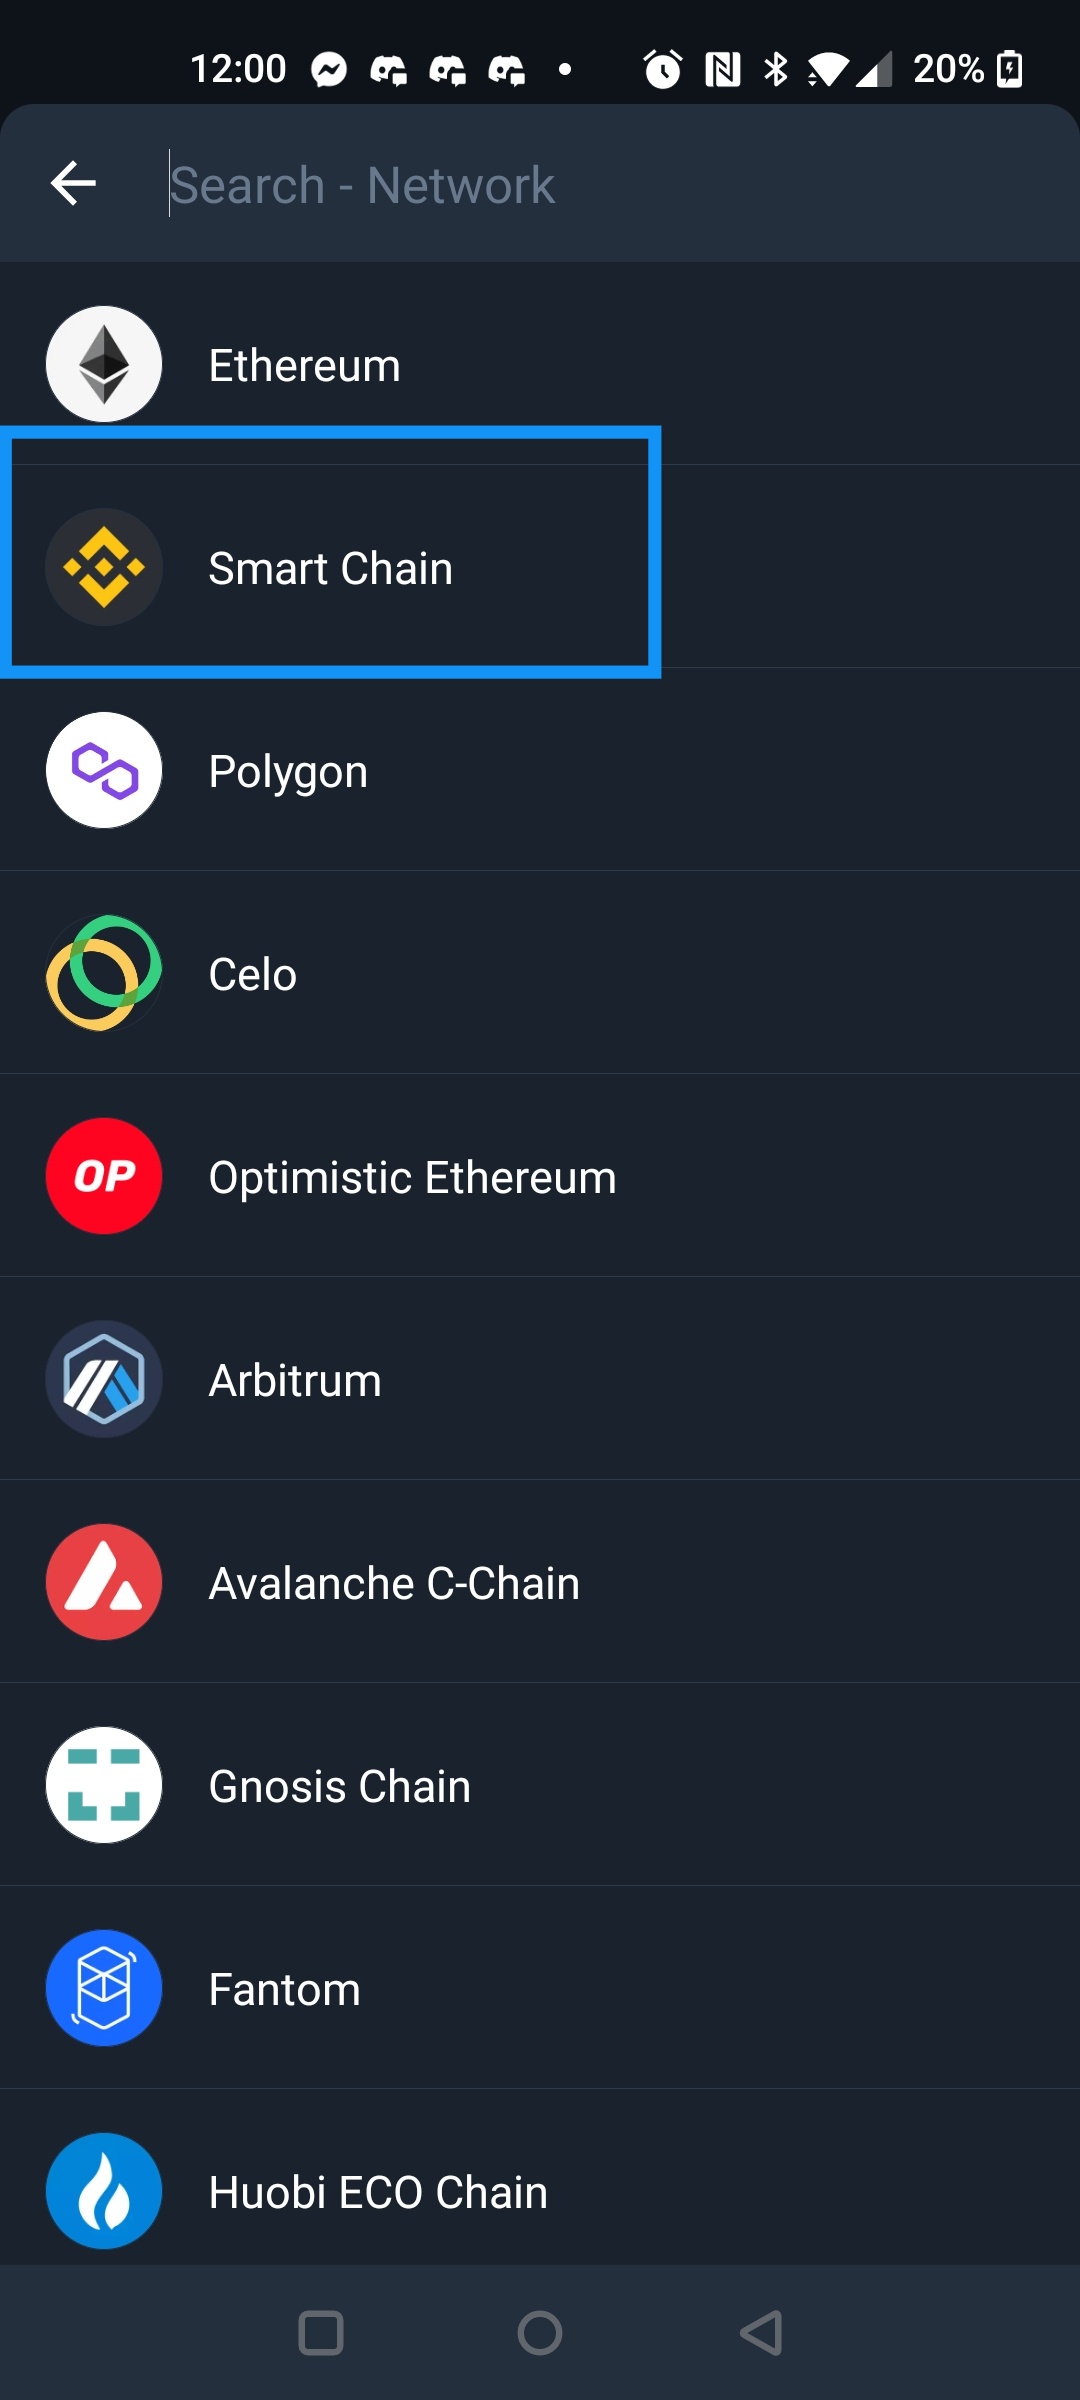 12:00 20%
Search - Network
Ethereum
Smart Chain
Polygon
Celo
OP Optimistic Ethereum
Arbitrum
Avalanche C-Chain
Gnosis Chain
Fantom
Huobi ECO Chain